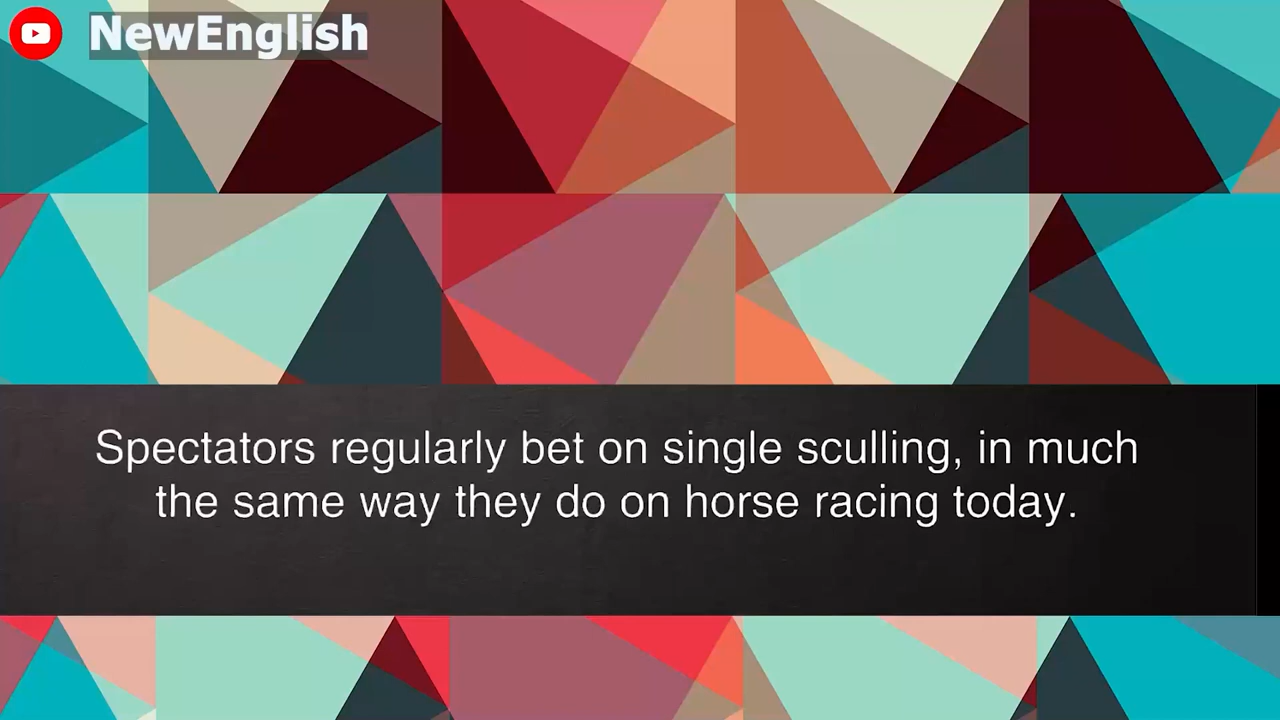 NewEnglish
Spectators regularly bet on single sculling, in much
the same way they do on horse racing today.